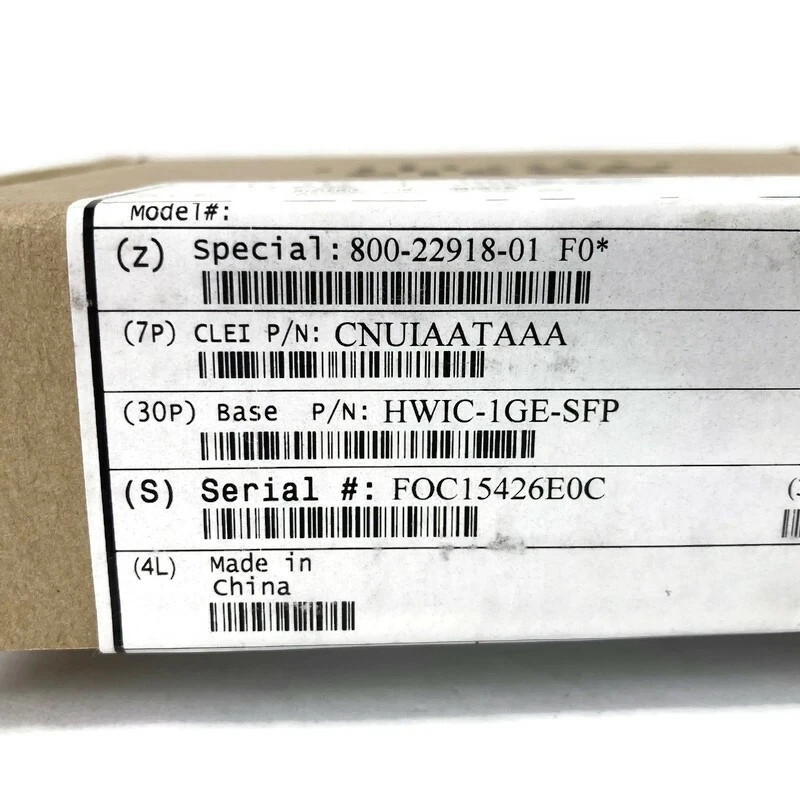 Model#:
(z) Special: 800-22918-01 F0*
(7P) CLEI P/N: CNUIAATAAA
(30P) Base P/N: HWIC-1GE-SFP
(S) Serial #: FOC15426E0C
(4L) Made in
China